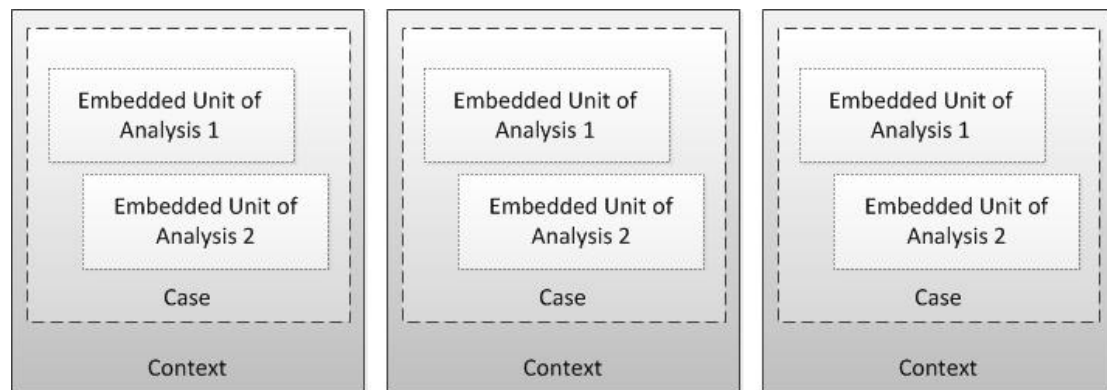 Embedded Unit of
Analysis 1
Embedded Unit of
Analysis 2
Case
Context
Embedded Unit of
Analysis 1
Embedded Unit of
Analysis 2
Case
Context
Embedded Unit of
Analysis 1
Embedded Unit of
Analysis 2
Case
Context